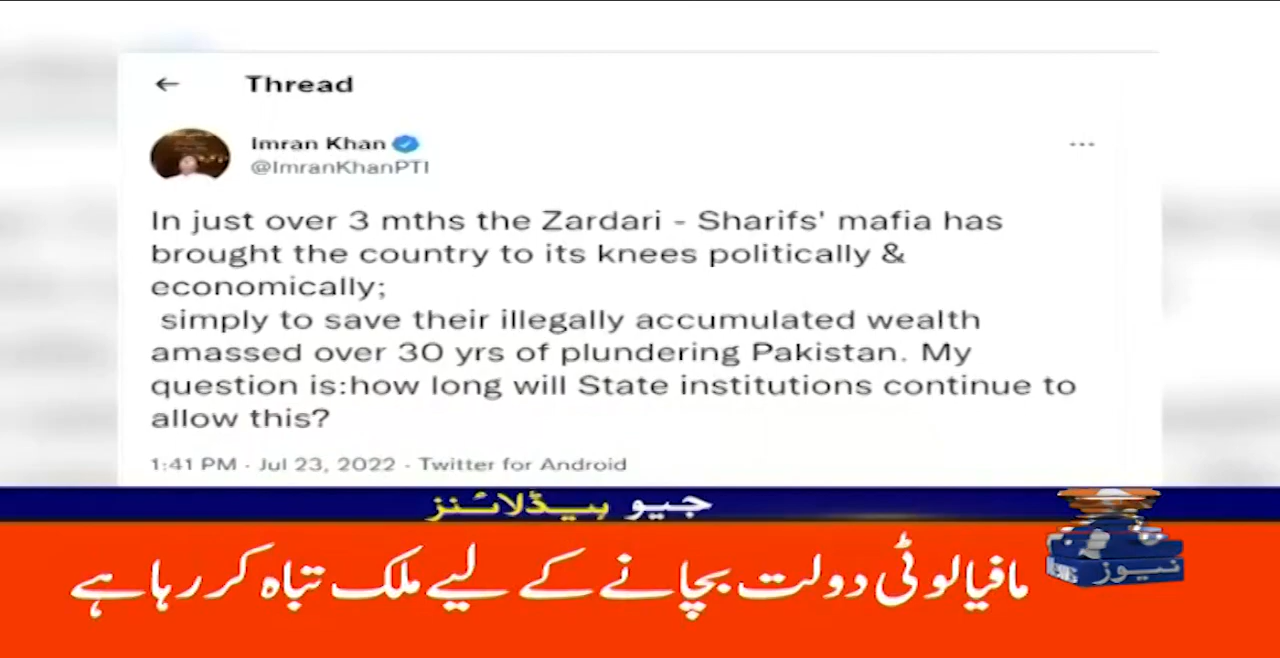 Thread
Imran Khan
@ImranKhanPTI
In just over 3 mths the Zardari - Sharifs' mafia has
brought the country to its knees politically &
economically;
simply to save their illegally accumulated wealth
amassed over 30 yrs of plundering Pakistan. My
question is:how long will State institutions continue to
allow this?
1:41 PM · Jul 23, 2022 · Twitter for Android
جیو ہیڈلائنز
مافیا لوٹی دولت بچانے کے لیے ملک تباہ کر رہا ہے
نیوز
NEWS